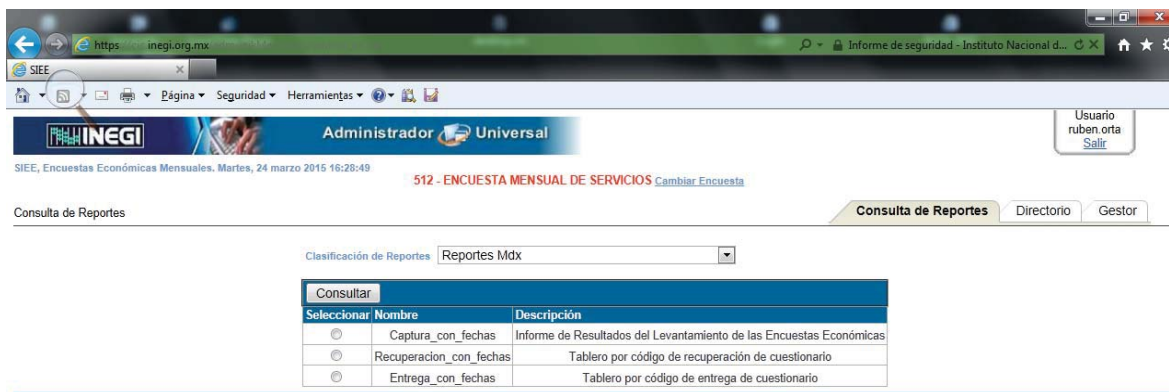 https inegi.org.mx
Informe de seguridad - Instituto Nacional d...
SIEE
Página Seguridad Herramientas
INEGI
Administrador Universal
Usuario
ruben.orta
Salir
SIEE, Encuestas Económicas Mensuales. Martes, 24 marzo 2015 16:28:49
512 - ENCUESTA MENSUAL DE SERVICIOS Cambiar Encuesta
Consulta de Reportes
Consulta de Reportes Directorio Gestor
Clasificación de Reportes Reportes Mdx
Consultar
Seleccionar Nombre Descripción
Captura_con_fechas Informe de Resultados del Levantamiento de las Encuestas Económicas
Recuperacion_con_fechas Tablero por código de recuperación de cuestionario
Entrega_con_fechas Tablero por código de entrega de cuestionario